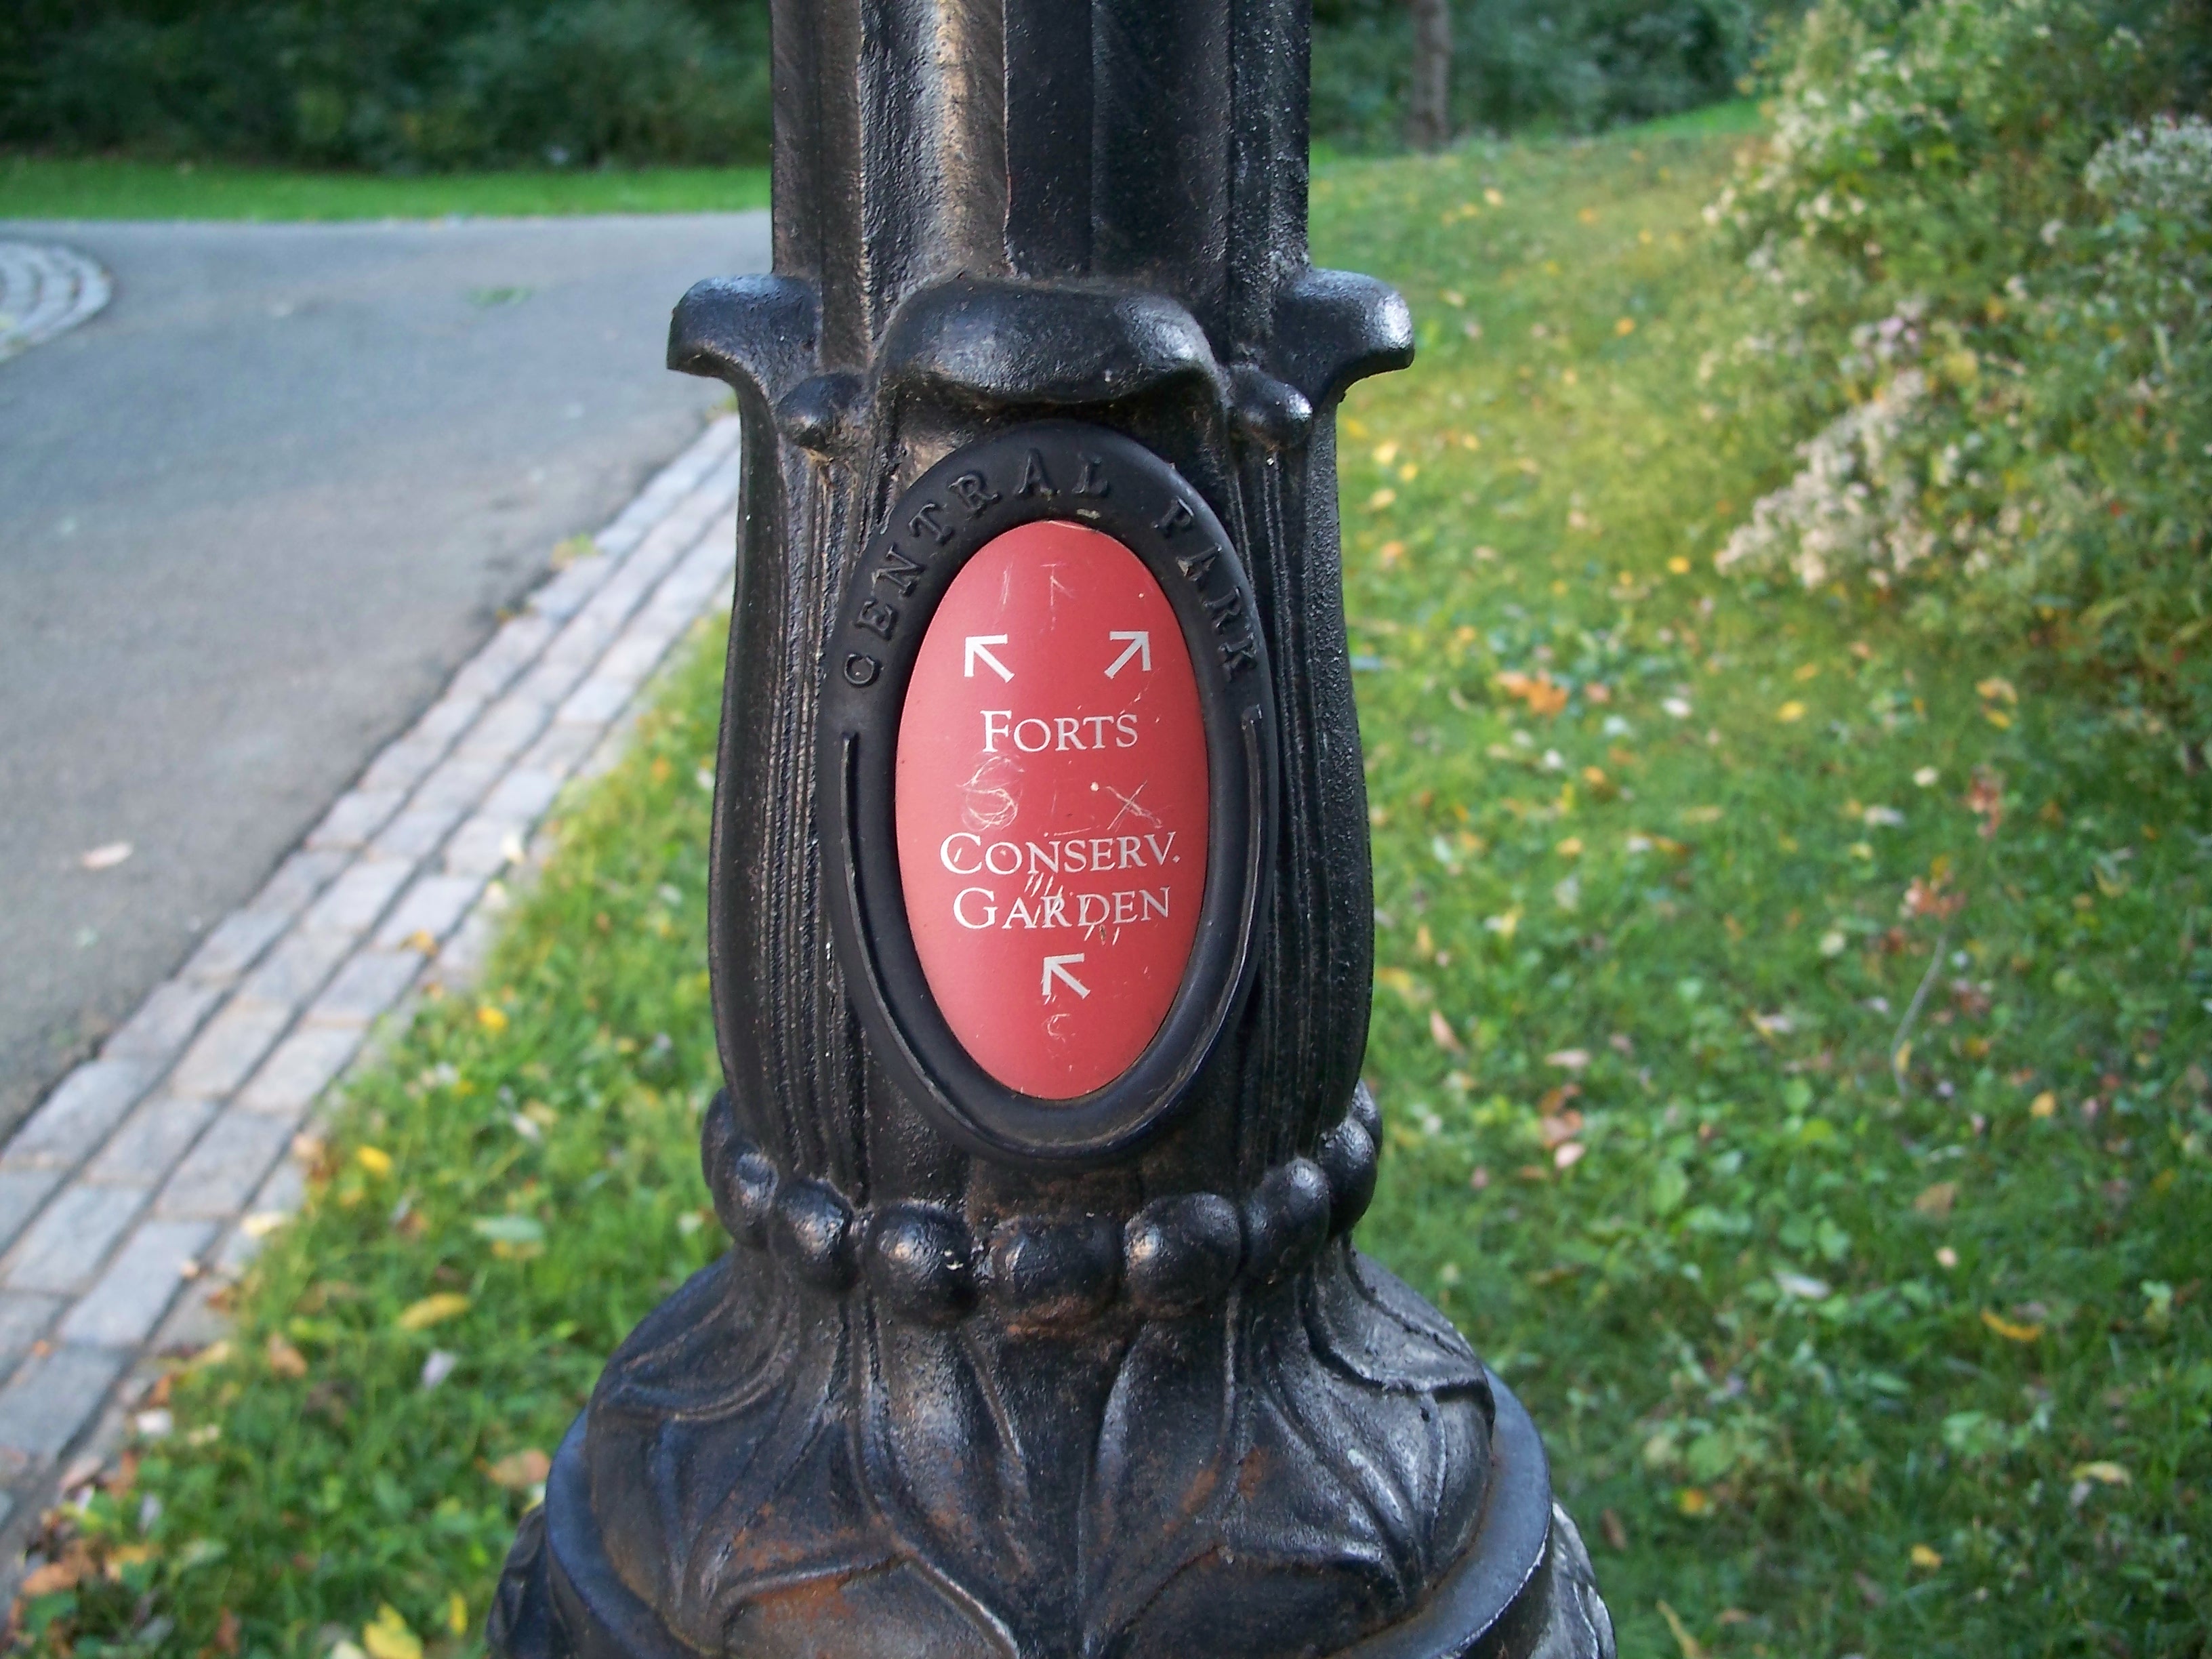 CENTRAL PARK
FORTS
CONSERV.
GARDEN